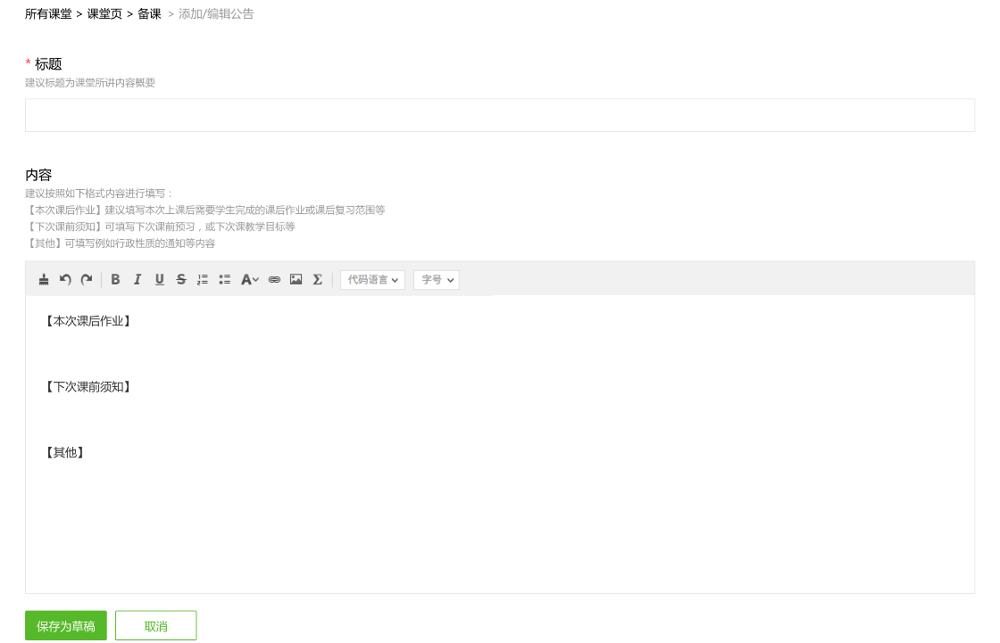 所有课堂 > 课堂页 > 备课 > 添加/编辑公告
* 标题
建议标题为课堂所讲内容概要
内容
建议按照如下格式内容进行填写：
【本次课后作业】建议填写本次上课后需要学生完成的课后作业或课后复习范围等
【下次课前须知】可填写下次课前预习，或下次课教学目标等
【其他】可填写例如行政性质的通知等内容
B I U S A Σ 代码语言 字号
【本次课后作业】
【下次课前须知】
【其他】
保存为草稿 取消